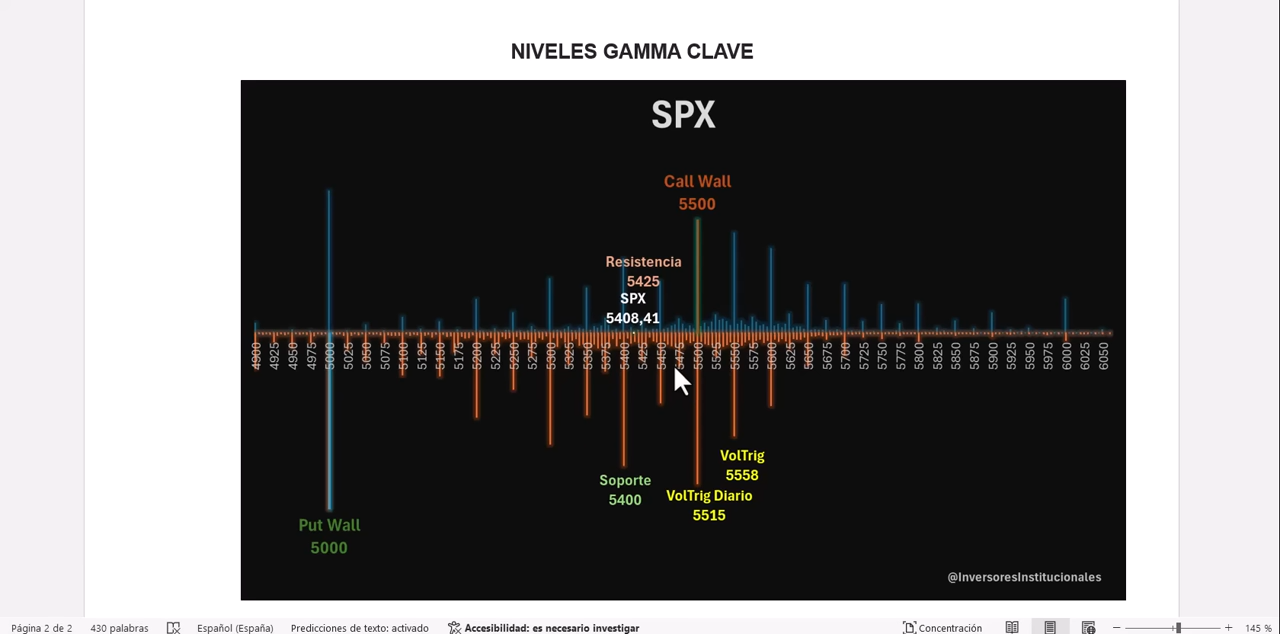 NIVELES GAMMA CLAVE
SPX
Call Wall
5500
Resistencia
5425
SPX
5408,41
4900 4925 4950 4975 5000 5025 5050 5075 5100 5125 5150 5175 5200 5225 5250 5275 5300 5325 5350 5375 5400 5425 5450 5475 5500 5525 5550 5575 5600 5625 5650 5675 5700 5725 5750 5775 5800 5825 5850 5875 5900 5925 5950 5975 6000 6025 6050
VolTrig
5558
Soporte
5400
VolTrig Diario
5515
Put Wall
5000
@InversoresInstitucionales
Página 2 de 2 430 palabras Español (España) Predicciones de texto: activado Accesibilidad: es necesario investigar Concentración 145 %